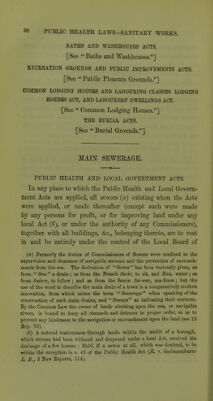 58 PUBLIC HEALTH LAWS—SANITARY WORKS.
BATHS AND WASHHOUSES ACTS.
[See "Baths and Washhouses."]
RECREATION GROUNDS AND PUBLIC IMPROVEMENTS ACTS.
[See "Public Pleasure Grounds."]
COMMON LODGING HOUSES AND LABOURING CLASSES LODGING
HOUSES ACT, AND LABOURERS' DWELLINGS ACT.
[See "Common Lodging Houses."]
THE BURIAL ACTS.
[See "Burial Grounds."]
MAIN SEWERAGE.
PUBLIC HEALTH AND LOCAL GOVERNMENT ACTS.
In any place to which the Public Health and Local Govern-
ment Acts are applied, all sewers (a) existing when the Acts
were applied, or made thereafter (except such were made
by any persons for profit, or for improving land under any
local Act (b), or under the authority of any Commissioners),
together with all buildings, &c., belonging thereto, are to vest
in and be entirely under the control of the Local Board of
(a) Formerly the duties of Commissioners of Sewers were confined to the
supervision and clearance of navigable streams and the prevention of encroach-
ments from the sea. The derivation of "Sewer" has been variously given, as
from "Sea" a drain; as from the French Seoir, to sit, and Eau, water; as
from Suivre, to follow; and as from the Saxon
use of the word to describe the main drain of a town is a comparatively modern
innovation, from which arises the term "Sewerage" when speaking of the
construction of such main drains, and "Sewage" as indicating their contents.
By the Common Law the owner of lands abutting upon the sea, or navigable
rivers, is bound to keep all channels and defences in proper order, so as to
prevent any hindrance to the navigation or encroachment upon the land (see 10
Rep. 93).
(b) A natural watercourse through lands within the ambit of a borough,
which stream had been widened and deepened under a local Act, received the
drainage of a few houses: Held, if a sewer at all, which was doubted, to be
within the exception in s. 43 of the Public Health Act (R. v. Godmanchester
L. R., 5 New Reports, 114).